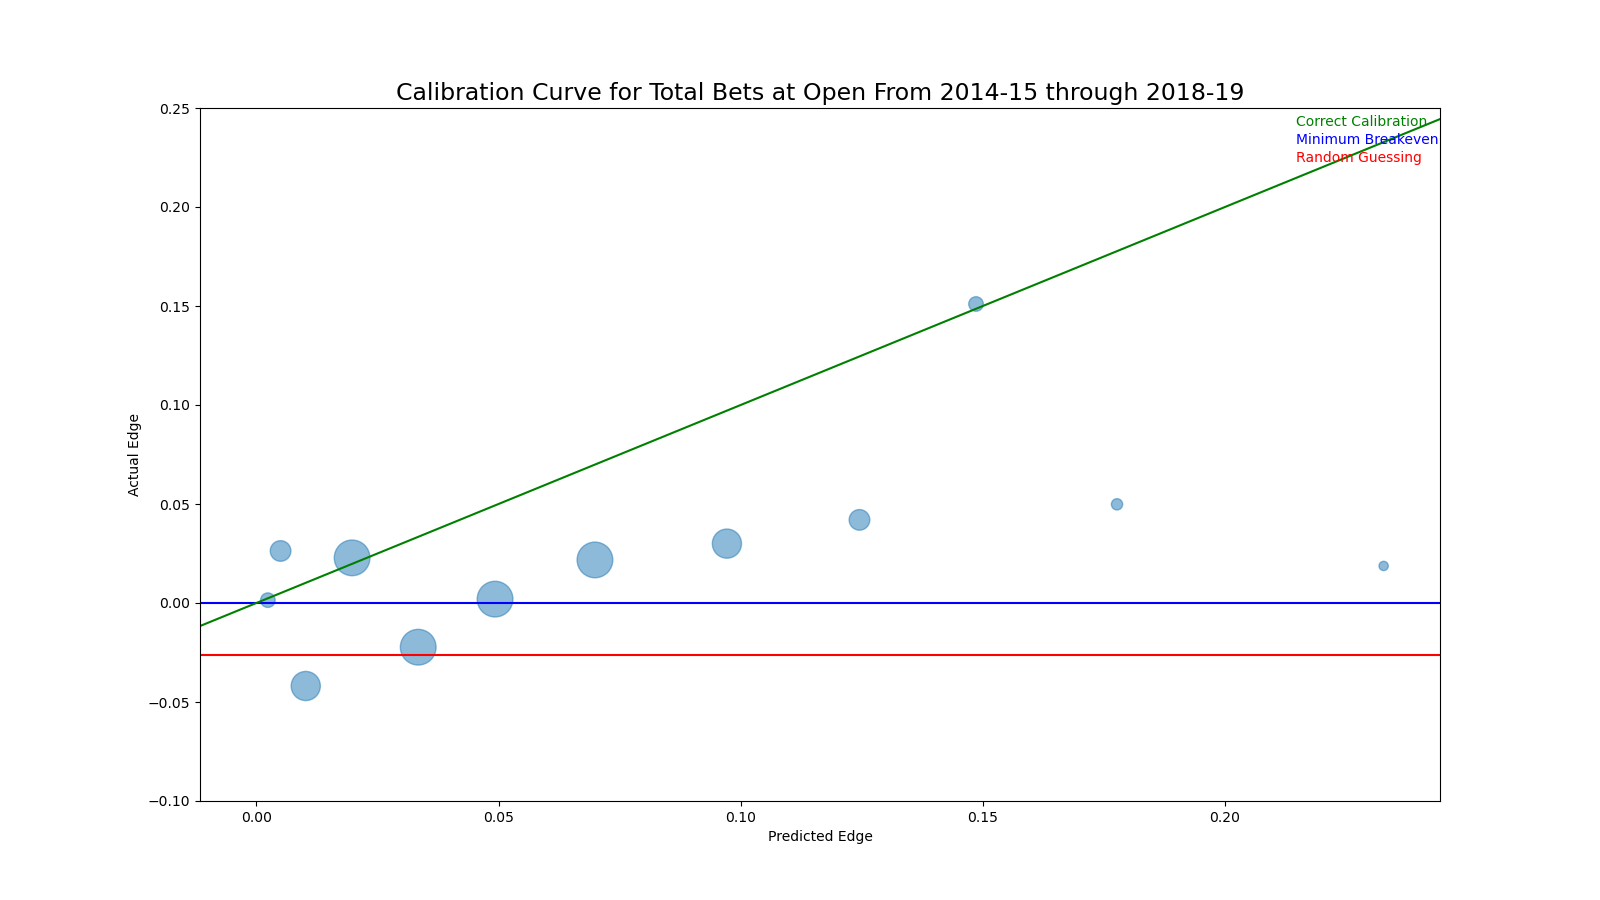 Calibration Curve for Total Bets at Open From 2014-15 through 2018-19
Correct Calibration
Minimum Breakeven
Random Guessing
0.25
0.20
0.15
0.10
0.05
0.00
−0.05
−0.10
Actual Edge
0.00 0.05 0.10 0.15 0.20
Predicted Edge